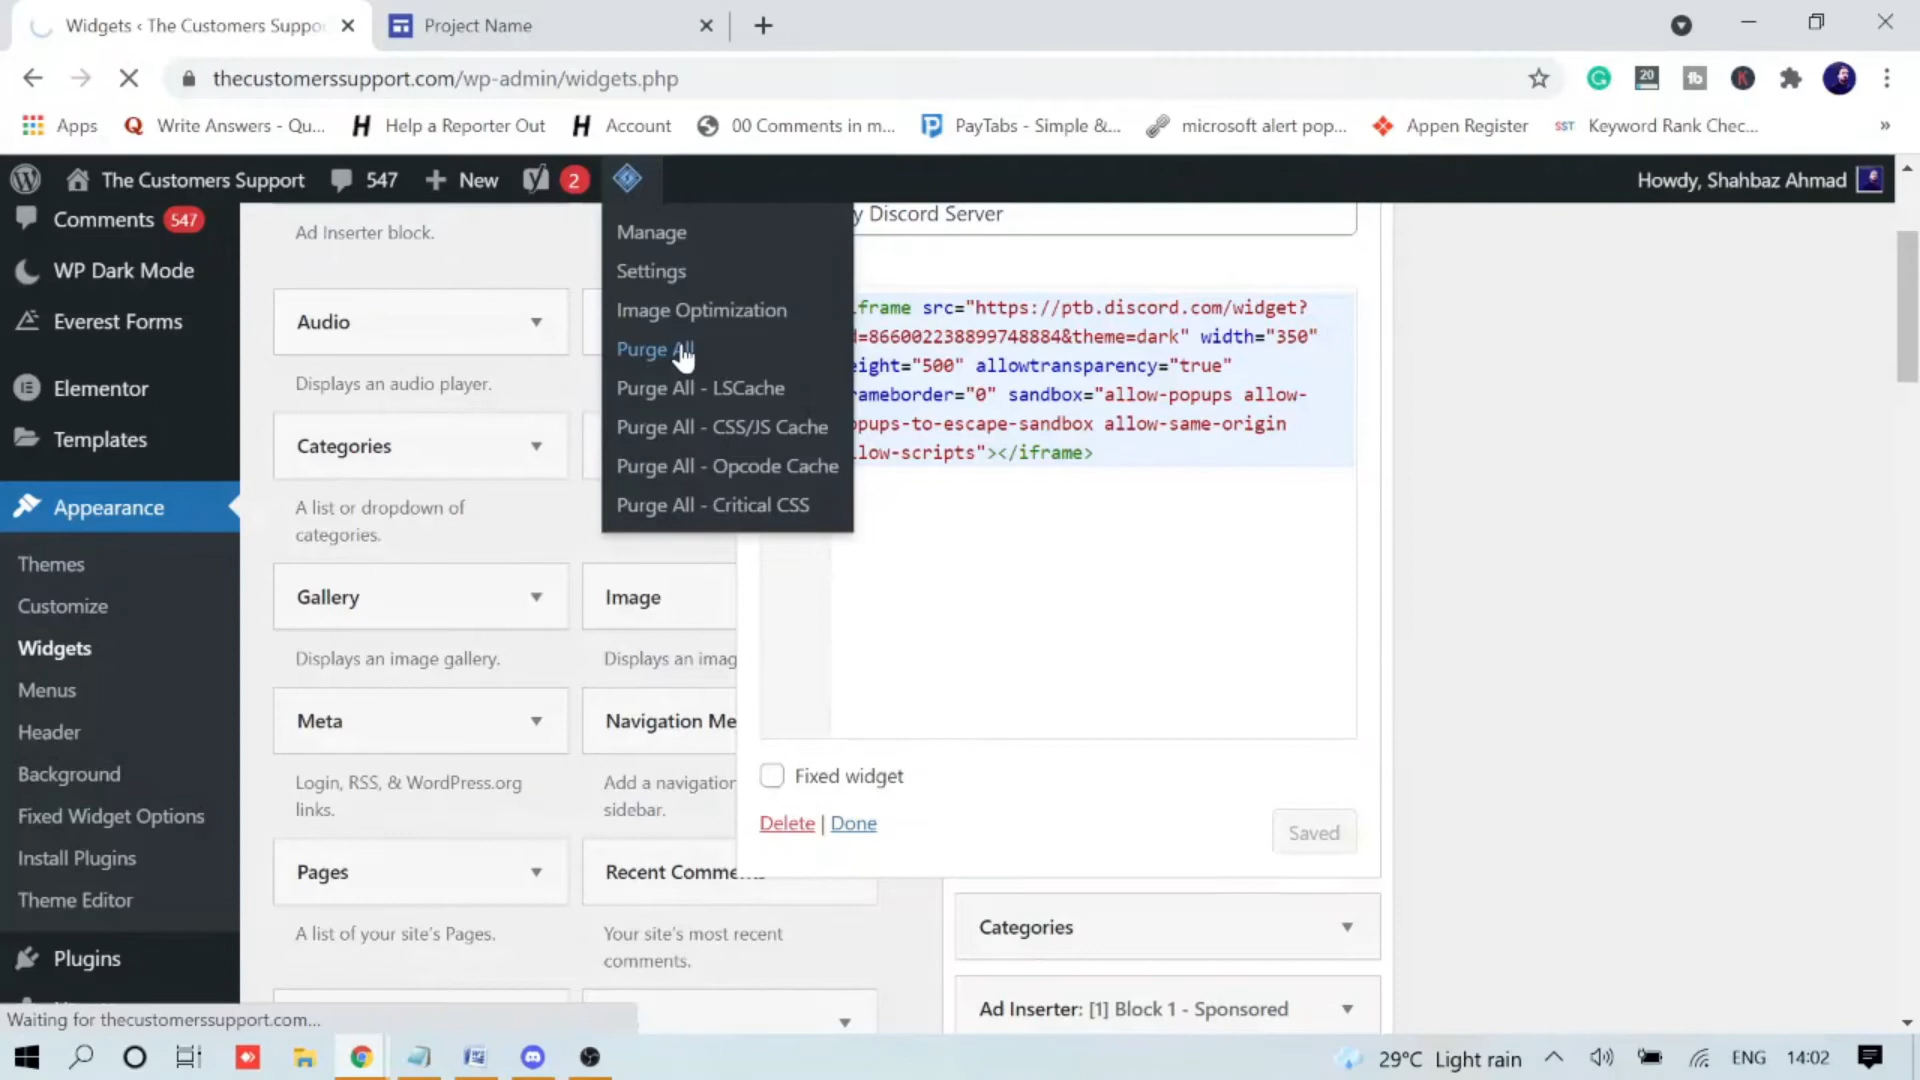 Widgets ‹ The Customers Suppo
Project Name
thecustomerssupport.com/wp-admin/widgets.php
20
tb
K
Apps
Write Answers - Qu...
Help a Reporter Out
Account
00 Comments in m...
PayTabs - Simple &...
microsoft alert pop...
Appen Register
SST
Keyword Rank Chec...
»
The Customers Support
547
+ New
2
Howdy, Shahbaz Ahmad
Comments 547
WP Dark Mode
Everest Forms
Elementor
Templates
Appearance
Themes
Customize
Widgets
Menus
Header
Background
Fixed Widget Options
Install Plugins
Theme Editor
Plugins
Ad Inserter block.
Audio
Displays an audio player.
Categories
A list or dropdown of
categories.
Gallery
Displays an image gallery.
Meta
Login, RSS, & WordPress.org
links.
Pages
A list of your site's Pages.
Image
Displays an imag
Navigation Me
Add a navigation
sidebar.
Recent Comme
Your site's most recent
comments.
Manage
Settings
Image Optimization
Purge All
Purge All - LSCache
Purge All - CSS/JS Cache
Purge All - Opcode Cache
Purge All - Critical CSS
y Discord Server
frame src="https://ptb.discord.com/widget?
d=866002238899748884&theme=dark" width="350"
eight="500" allowtransparency="true"
rameborder="0" sandbox="allow-popups allow-
opups-to-escape-sandbox allow-same-origin
llow-scripts"></iframe>
Fixed widget
Delete | Done
Saved
Categories
Ad Inserter: [1] Block 1 - Sponsored
Waiting for thecustomerssupport.com...
29°C Light rain
ENG
14:02